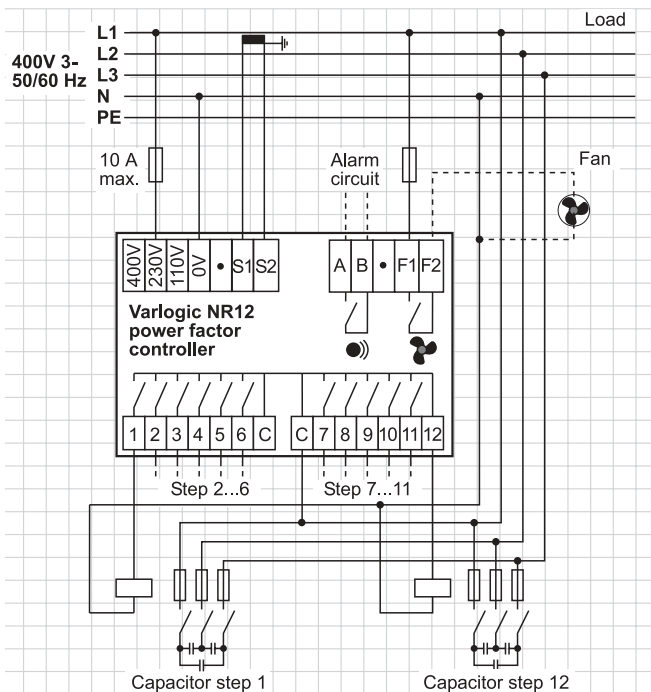 L1 Load
L2
400V 3-
L3
50/60 Hz
N
PE
10 A
max.
Alarm
circuit
Fan
400V 230V 110V 0V • S1 S2
A B • F1 F2
Varlogic NR12
power factor
controller
1 2 3 4 5 6 C
C 7 8 9 10 11 12
Step 2...6
Step 7...11
Capacitor step 1
Capacitor step 12